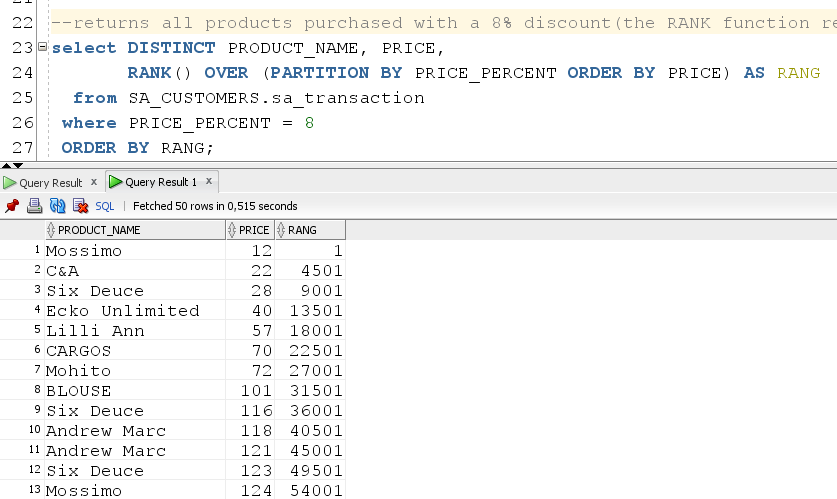 22 --returns all products purchased with a 8% discount(the RANK function re
23 select DISTINCT PRODUCT_NAME, PRICE,
24 RANK() OVER (PARTITION BY PRICE_PERCENT ORDER BY PRICE) AS RANG
25 from SA_CUSTOMERS.sa_transaction
26 where PRICE_PERCENT = 8
27 ORDER BY RANG;
Query Result x Query Result 1 x
SQL | Fetched 50 rows in 0,515 seconds
PRODUCT_NAME PRICE RANG
1 Mossimo 12 1
2 C&A 22 4501
3 Six Deuce 28 9001
4 Ecko Unlimited 40 13501
5 Lilli Ann 57 18001
6 CARGOS 70 22501
7 Mohito 72 27001
8 BLOUSE 101 31501
9 Six Deuce 116 36001
10 Andrew Marc 118 40501
11 Andrew Marc 121 45001
12 Six Deuce 123 49501
13 Mossimo 124 54001